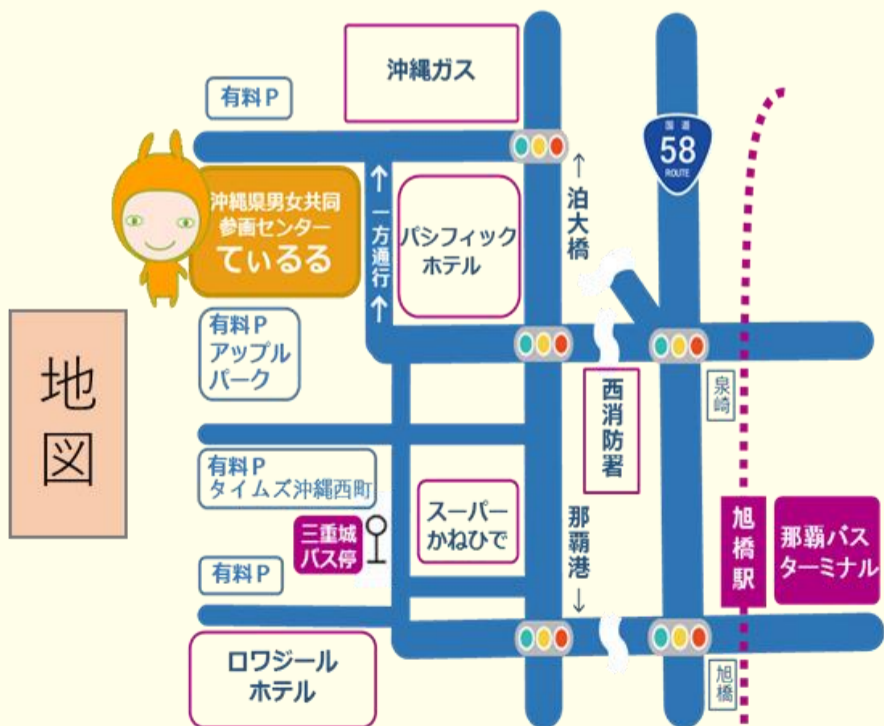 沖縄ガス
有料P
国道
58
ROUTE
沖縄県男女共同
参画センター
てぃるる
↑一方通行↑
パシフィック
ホテル
↑泊大橋
有料P
アップル
パーク
地図
西消防署
泉崎
有料P
タイムズ沖縄西町
三重城
バス停
スーパー
かねひで
那覇港↓
旭橋駅
那覇バス
ターミナル
有料P
ロワジール
ホテル
旭橋